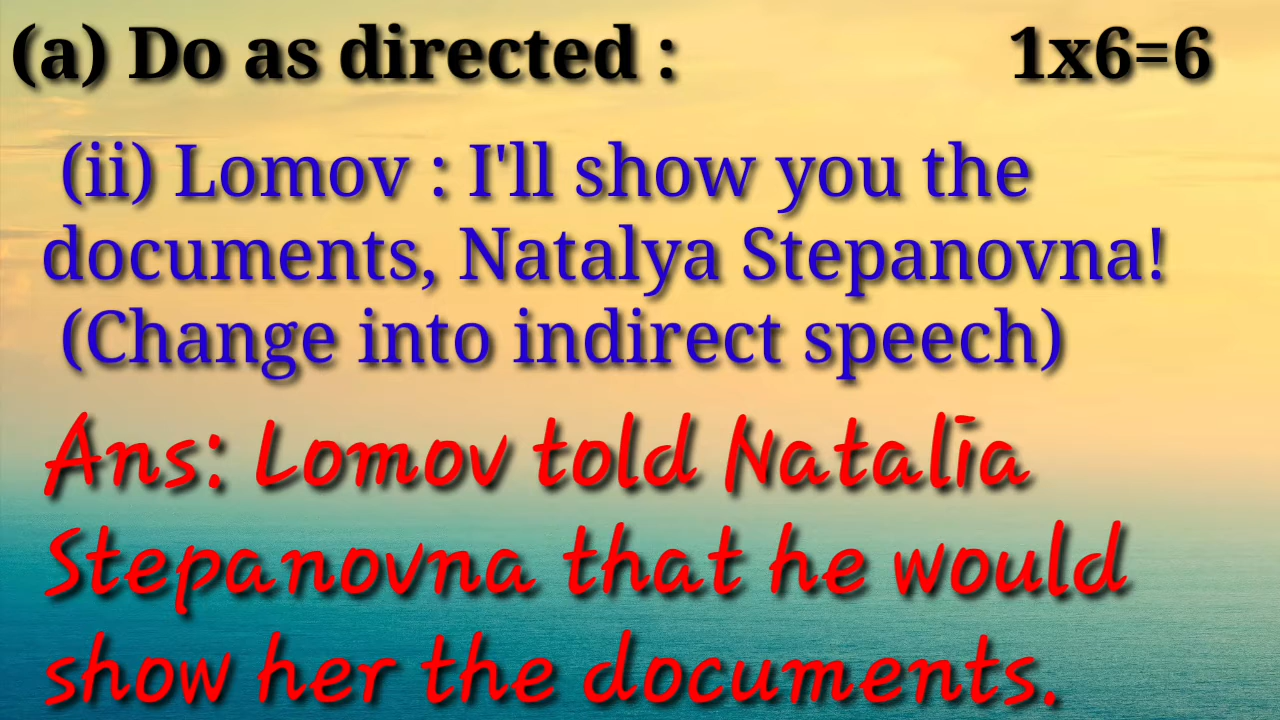 (a) Do as directed : 1x6=6
(ii) Lomov : I'll show you the
documents, Natalya Stepanovna!
(Change into indirect speech)
Ans: Lomov told Natalīa
Stepanovna that he would
show her the documents.